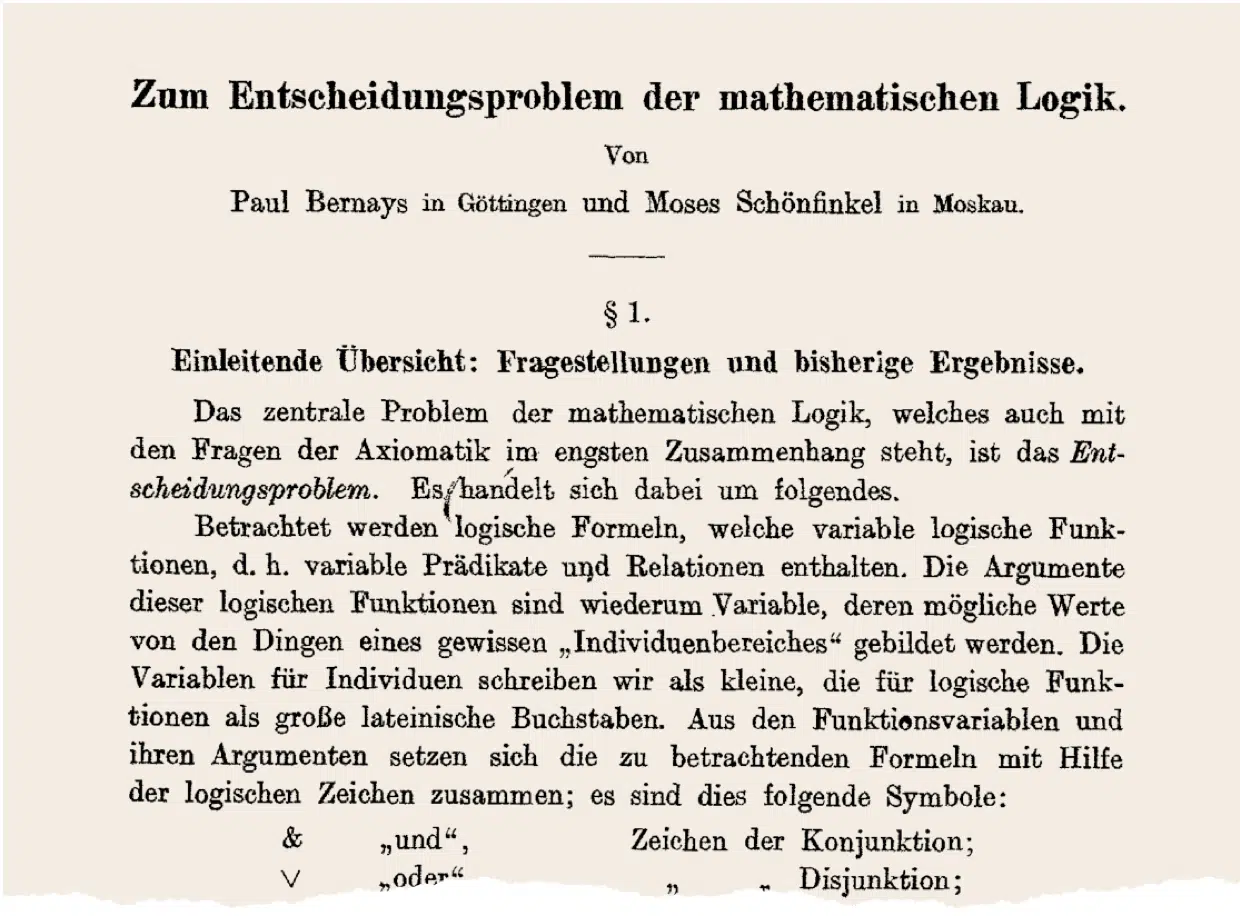 Zum Entscheidungsproblem der mathematischen Logik.
Von
Paul Bernays in Göttingen und Moses Schönfinkel in Moskau.
§ 1.
Einleitende Übersicht: Fragestellungen und bisherige Ergebnisse.
Das zentrale Problem der mathematischen Logik, welches auch mit
den Fragen der Axiomatik im engsten Zusammenhang steht, ist das Ent-
scheidungsproblem. Es handelt sich dabei um folgendes.
Betrachtet werden logische Formeln, welche variable logische Funk-
tionen, d. h. variable Prädikate und Relationen enthalten. Die Argumente
dieser logischen Funktionen sind wiederum Variable, deren mögliche Werte
von den Dingen eines gewissen „Individuenbereiches“ gebildet werden. Die
Variablen für Individuen schreiben wir als kleine, die für logische Funk-
tionen als große lateinische Buchstaben. Aus den Funktionsvariablen und
ihren Argumenten setzen sich die zu betrachtenden Formeln mit Hilfe
der logischen Zeichen zusammen; es sind dies folgende Symbole:
& „und“, Zeichen der Konjunktion;
∨ „oder“ „ „ Disjunktion;